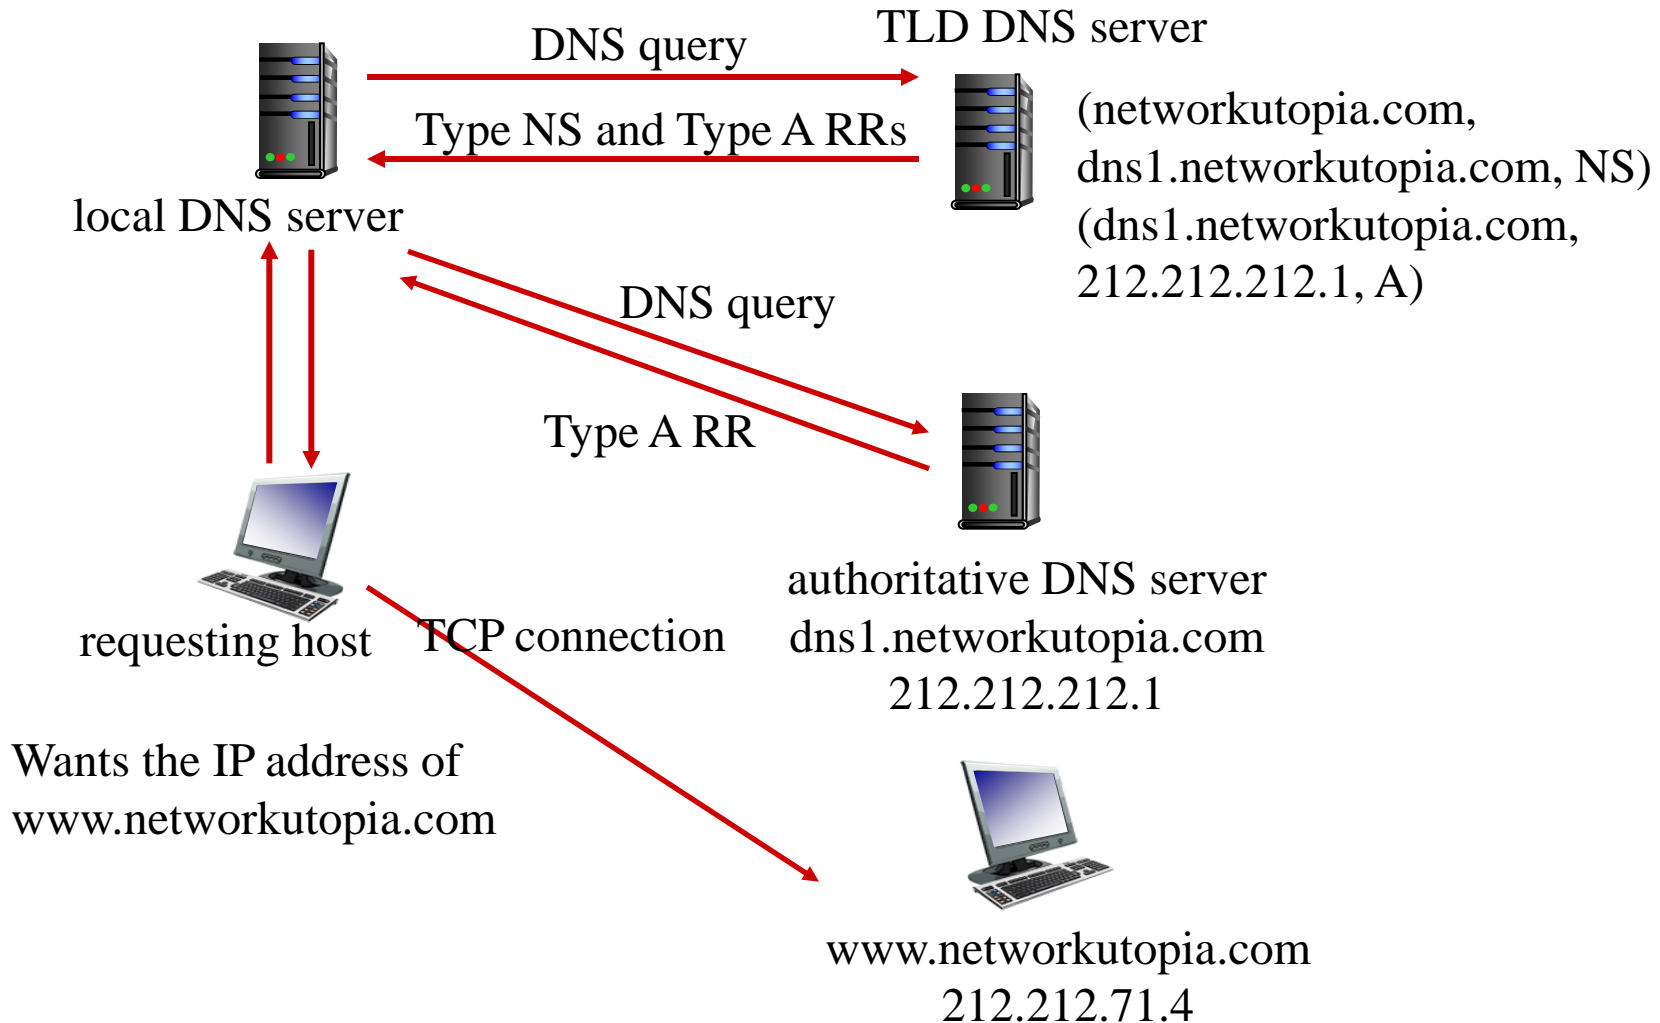 DNS query
TLD DNS server
Type NS and Type A RRs
(networkutopia.com,
dns1.networkutopia.com, NS)
(dns1.networkutopia.com,
212.212.212.1, A)
local DNS server
DNS query
Type A RR
authoritative DNS server
dns1.networkutopia.com
212.212.212.1
requesting host
TCP connection
Wants the IP address of
www.networkutopia.com
www.networkutopia.com
212.212.71.4